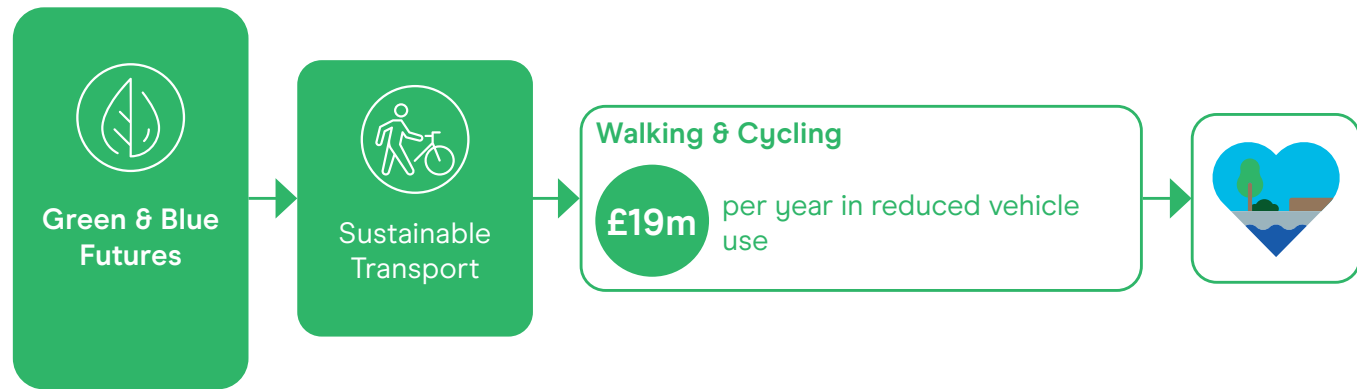 Green & Blue
Futures
Sustainable
Transport
Walking & Cycling
£19m
per year in reduced vehicle
use